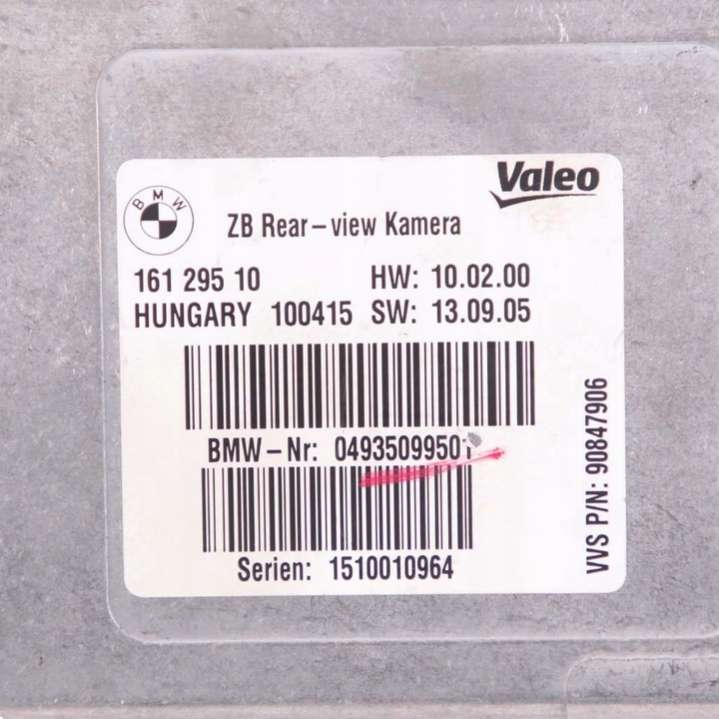 BMW
Valeo
ZB Rear-view Kamera
161 295 10 HW: 10.02.00
HUNGARY 100415 SW: 13.09.05
BMW-Nr: 04935099501
Serien: 1510010964
VVS P/N: 90847906